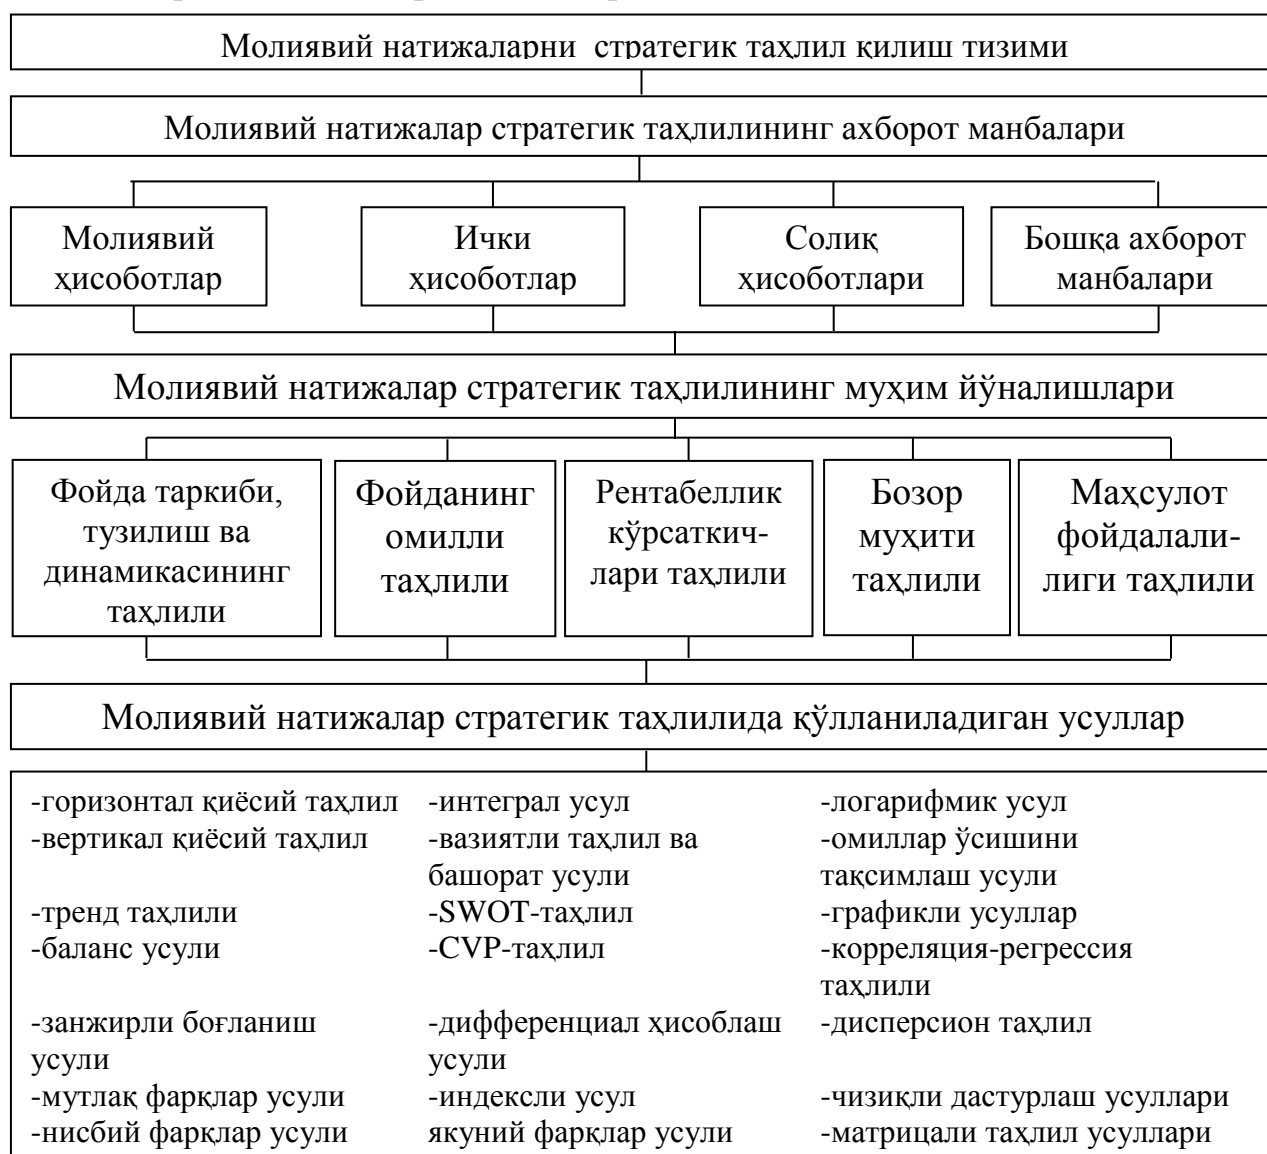 Молиявий натижаларни стратегик таҳлил қилиш тизими
Молиявий натижалар стратегик таҳлилининг ахборот манбалари
Молиявий
ҳисоботлар
Ички
ҳисоботлар
Солиқ
ҳисоботлари
Бошқа ахборот
манбалари
Молиявий натижалар стратегик таҳлилининг муҳим йўналишлари
Фойда таркиби,
тузилиш ва
динамикасининг
таҳлили
Фойданинг
омилли
таҳлили
Рентабеллик
кўрсаткич-
лари таҳлили
Бозор
муҳити
таҳлили
Маҳсулот
фойдалали-
лиги таҳлили
Молиявий натижалар стратегик таҳлилида қўлланиладиган усуллар
-горизонтал қиёсий таҳлил
-вертикал қиёсий таҳлил
-тренд таҳлили
-баланс усули
-занжирли боғланиш
усули
-мутлақ фарқлар усули
-нисбий фарқлар усули
-интеграл усул
-вазиятли таҳлил ва
башорат усули
-SWOT-таҳлил
-CVP-таҳлил
-дифференциал ҳисоблаш
усули
-индексли усул
якуний фарқлар усули
-логарифмик усул
-омиллар ўсишини
тақсимлаш усули
-графикли усуллар
-корреляция-регрессия
таҳлили
-дисперсион таҳлил
-чизиқли дастурлаш усуллари
-матрицали таҳлил усуллари